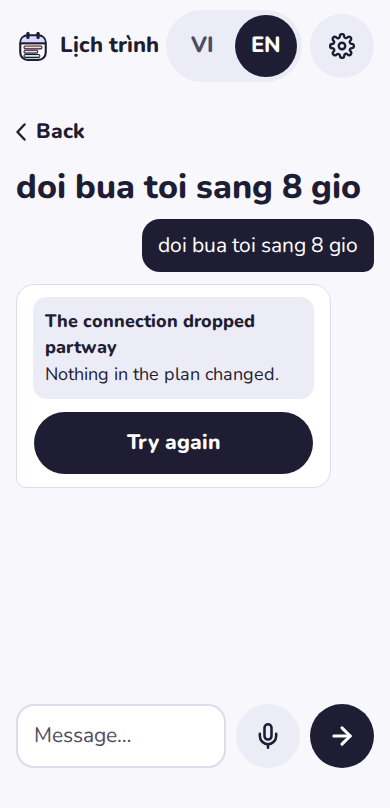 Lịch trình
VI
EN
Back
doi bua toi sang 8 gio
doi bua toi sang 8 gio
The connection dropped
partway
Nothing in the plan changed.
Try again
Message...